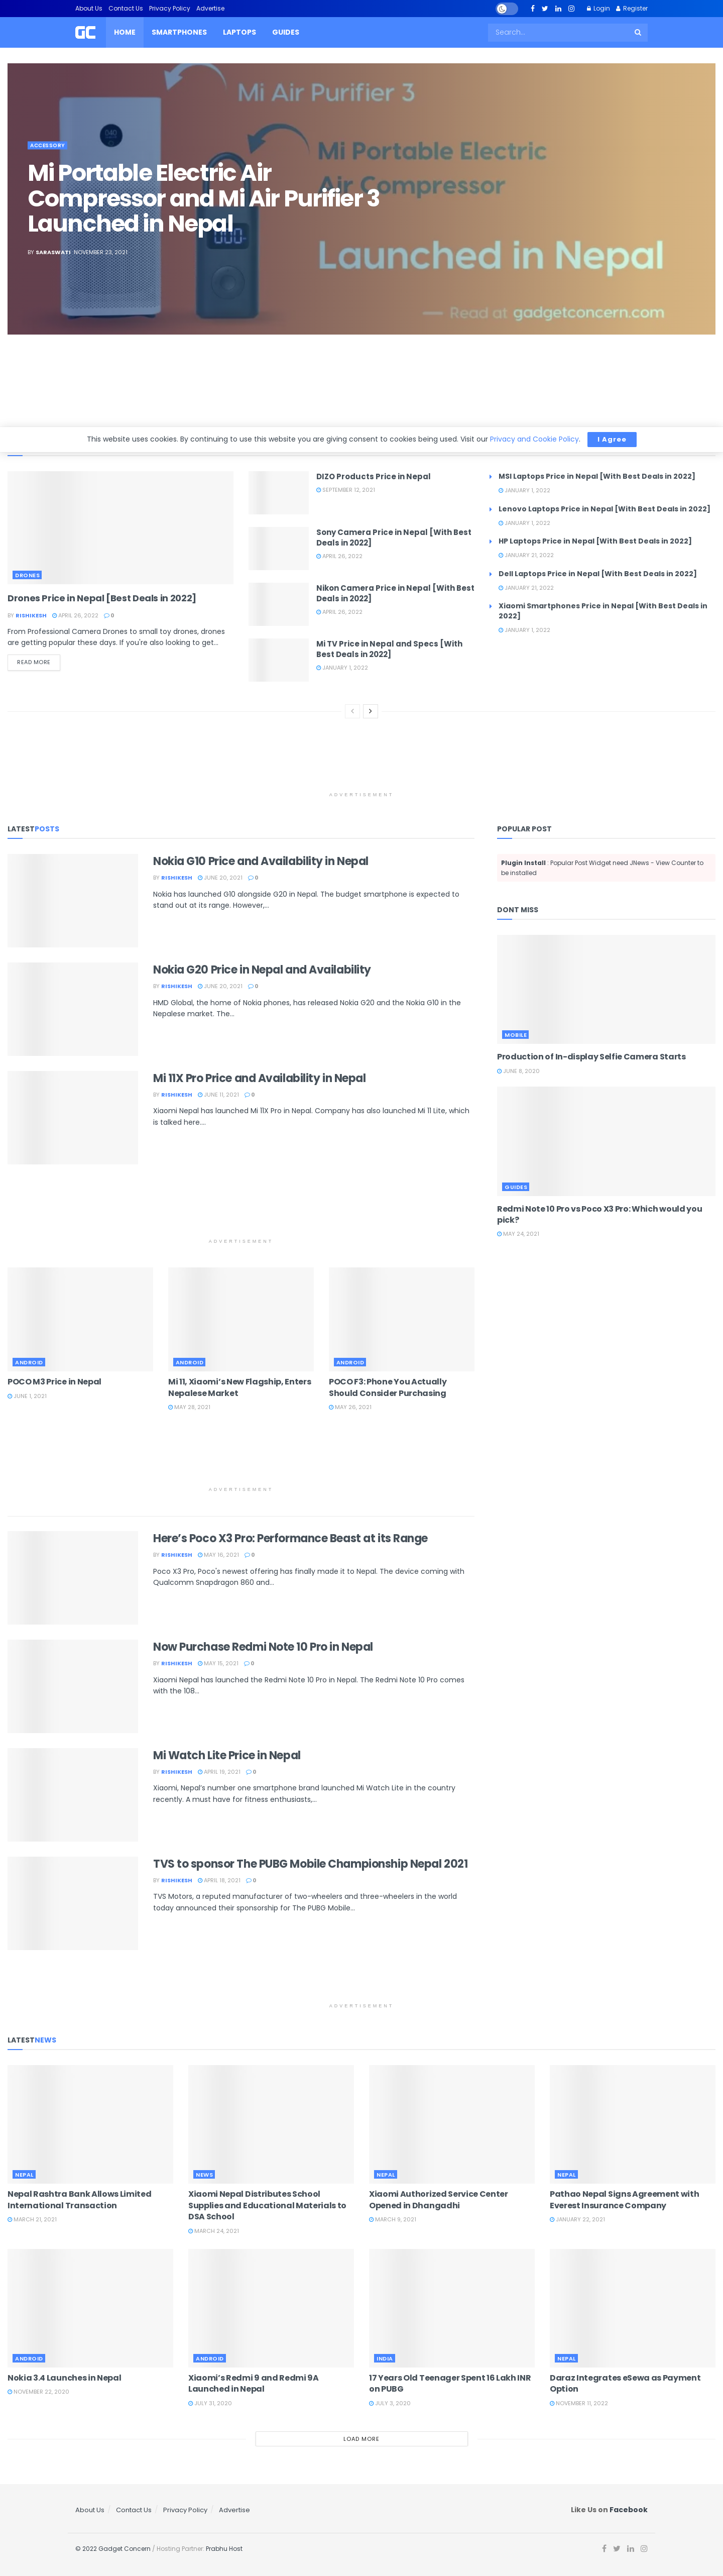 About Us Contact Us Privacy Policy Advertise
Login Register
GC HOME SMARTPHONES LAPTOPS GUIDES
Search...
Mi Air Purifier 3
Mi Portable Electric
Air Compressor
Launched in Nepal
gadgetconcern.com
ACCESSORY
Mi Portable Electric Air
Compressor and Mi Air Purifier 3
Launched in Nepal
BY SARASWATI NOVEMBER 23, 2021
This website uses cookies. By continuing to use this website you are giving consent to cookies being used. Visit our Privacy and Cookie Policy. I Agree
DRONES
Drones Price in Nepal [Best Deals in 2022]
BY RISHIKESH APRIL 26, 2022 0
From Professional Camera Drones to small toy drones, drones
are getting popular these days. If you're also looking to get...
READ MORE
DIZO Products Price in Nepal
SEPTEMBER 12, 2021
Sony Camera Price in Nepal [With Best
Deals in 2022]
APRIL 26, 2022
Nikon Camera Price in Nepal [With Best
Deals in 2022]
APRIL 26, 2022
Mi TV Price in Nepal and Specs [With
Best Deals in 2022]
JANUARY 1, 2022
MSI Laptops Price in Nepal [With Best Deals in 2022]
JANUARY 1, 2022
Lenovo Laptops Price in Nepal [With Best Deals in 2022]
JANUARY 1, 2022
HP Laptops Price in Nepal [With Best Deals in 2022]
JANUARY 21, 2022
Dell Laptops Price in Nepal [With Best Deals in 2022]
JANUARY 21, 2022
Xiaomi Smartphones Price in Nepal [With Best Deals in
2022]
JANUARY 1, 2022
ADVERTISEMENT
LATESTPOSTS
Nokia G10 Price and Availability in Nepal
BY RISHIKESH JUNE 20, 2021 0
Nokia has launched G10 alongside G20 in Nepal. The budget smartphone is expected to
stand out at its range. However,...
Nokia G20 Price in Nepal and Availability
BY RISHIKESH JUNE 20, 2021 0
HMD Global, the home of Nokia phones, has released Nokia G20 and the Nokia G10 in the
Nepalese market. The...
Mi 11X Pro Price and Availability in Nepal
BY RISHIKESH JUNE 11, 2021 0
Xiaomi Nepal has launched Mi 11X Pro in Nepal. Company has also launched Mi 11 Lite, which
is talked here....
ADVERTISEMENT
POPULAR POST
Plugin Install : Popular Post Widget need JNews - View Counter to
be installed
DONT MISS
MOBILE
Production of In-display Selfie Camera Starts
JUNE 8, 2020
GUIDES
Redmi Note 10 Pro vs Poco X3 Pro: Which would you
pick?
MAY 24, 2021
ANDROID
POCO M3 Price in Nepal
JUNE 1, 2021
ANDROID
Mi 11, Xiaomi's New Flagship, Enters
Nepalese Market
MAY 28, 2021
ANDROID
POCO F3: Phone You Actually
Should Consider Purchasing
MAY 26, 2021
ADVERTISEMENT
Here's Poco X3 Pro: Performance Beast at its Range
BY RISHIKESH MAY 16, 2021 0
Poco X3 Pro, Poco's newest offering has finally made it to Nepal. The device coming with
Qualcomm Snapdragon 860 and...
Now Purchase Redmi Note 10 Pro in Nepal
BY RISHIKESH MAY 15, 2021 0
Xiaomi Nepal has launched the Redmi Note 10 Pro in Nepal. The Redmi Note 10 Pro comes
with the 108...
Mi Watch Lite Price in Nepal
BY RISHIKESH APRIL 19, 2021 0
Xiaomi, Nepal's number one smartphone brand launched Mi Watch Lite in the country
recently. A must have for fitness enthusiasts,...
TVS to sponsor The PUBG Mobile Championship Nepal 2021
BY RISHIKESH APRIL 18, 2021 0
TVS Motors, a reputed manufacturer of two-wheelers and three-wheelers in the world
today announced their sponsorship for The PUBG Mobile...
ADVERTISEMENT
LATESTNEWS
NEPAL
Nepal Rashtra Bank Allows Limited
International Transaction
MARCH 21, 2021
NEWS
Xiaomi Nepal Distributes School
Supplies and Educational Materials to
DSA School
MARCH 24, 2021
NEPAL
Xiaomi Authorized Service Center
Opened in Dhangadhi
MARCH 9, 2021
NEPAL
Pathao Nepal Signs Agreement with
Everest Insurance Company
JANUARY 22, 2021
ANDROID
Nokia 3.4 Launches in Nepal
NOVEMBER 22, 2020
ANDROID
Xiaomi's Redmi 9 and Redmi 9A
Launched in Nepal
JULY 31, 2020
INDIA
17 Years Old Teenager Spent 16 Lakh INR
on PUBG
JULY 3, 2020
NEPAL
Daraz Integrates eSewa as Payment
Option
NOVEMBER 11, 2022
LOAD MORE
About Us / Contact Us / Privacy Policy / Advertise
Like Us on Facebook
© 2022 Gadget Concern / Hosting Partner: Prabhu Host